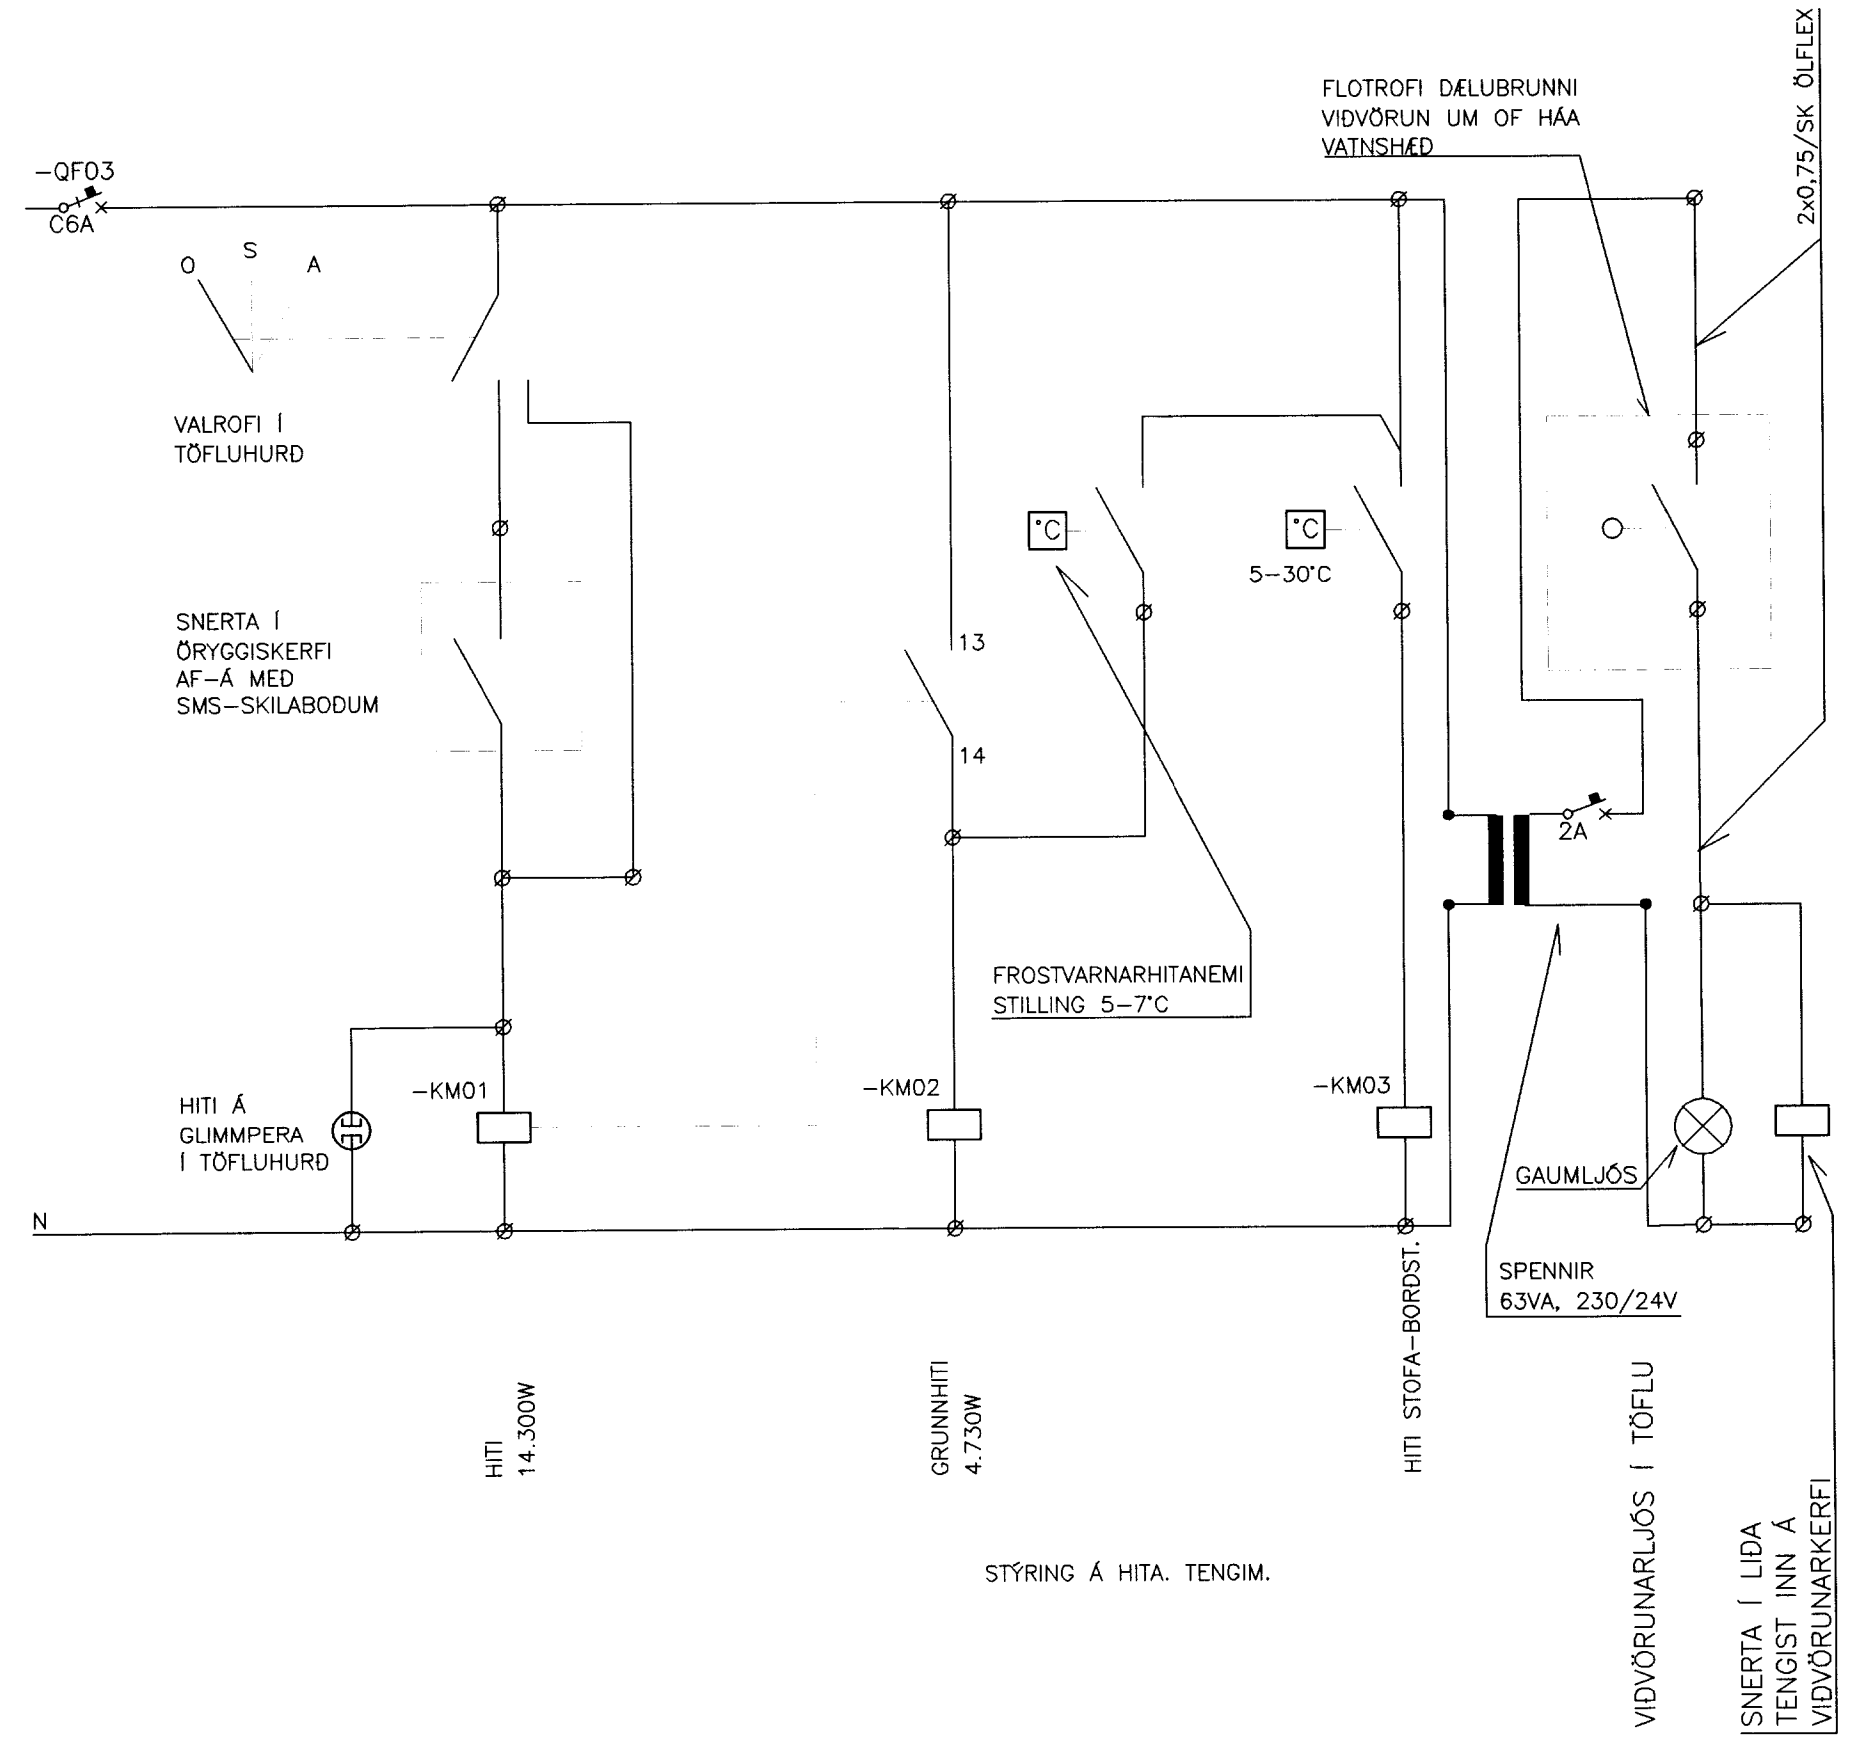 FLOTROFI DÆLUBRUNNI
VIÐVÖRUN UM OF HÁA
VATNSHÆÐ
2x0,75/SK ÖLFLEX
-QF03
C6A
O
S
A
VALROFI Í
TÖFLUHURÐ
°C
°C
5-30°C
SNERTA Í
ÖRYGGISKERFI
AF-Á MEÐ
SMS-SKILABOÐUM
13
14
2A
FROSTVARNARHITANEMI
STILLING 5-7°C
HITI Á
GLIMMPERA
Í TÖFLUHURÐ
-KM01
-KM02
-KM03
GAUMLJÓS
N
SPENNIR
63VA, 230/24V
HITI
14.300W
GRUNNHITI
4.730W
HITI STOFA-BORÐST.
VIÐVÖRUNARLJÓS Í TÖFLU
SNERTA Í LIÐA
TENGIST INN Á
VIÐVÖRUNARKERFI
STÝRING Á HITA. TENGIM.